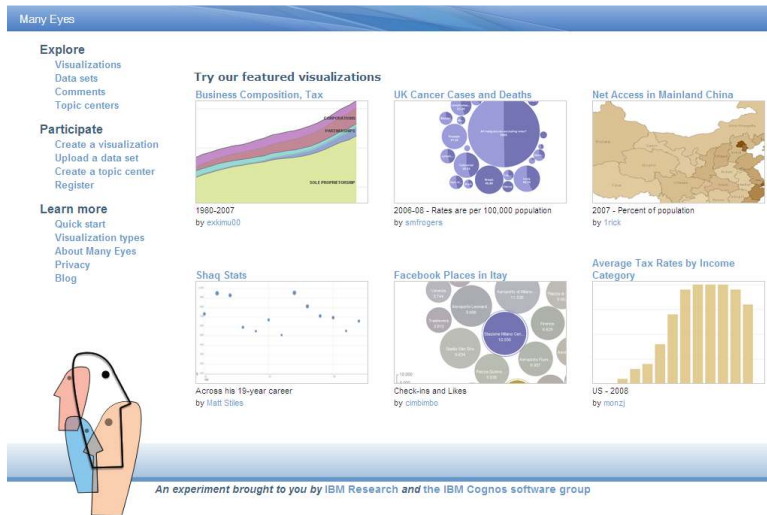 Many Eyes
Explore
Visualizations
Data sets
Comments
Topic centers
Participate
Create a visualization
Upload a data set
Create a topic center
Register
Learn more
Quick start
Visualization types
About Many Eyes
Privacy
Blog
Try our featured visualizations
Business Composition, Tax
CORPORATIONS
PARTNERSHIPS
SOLE PROPRIETORSHIP
1980-2007
by exkimu00
UK Cancer Cases and Deaths
2006-08 - Rates are per 100,000 population
by smfrogers
Net Access in Mainland China
2007 - Percent of population
by 1rick
Shaq Stats
Across his 19-year career
by Matt Stiles
Facebook Places in Itay
Check-ins and Likes
by cimbimbo
Average Tax Rates by Income
Category
US - 2008
by monzj
An experiment brought to you by IBM Research and the IBM Cognos software group